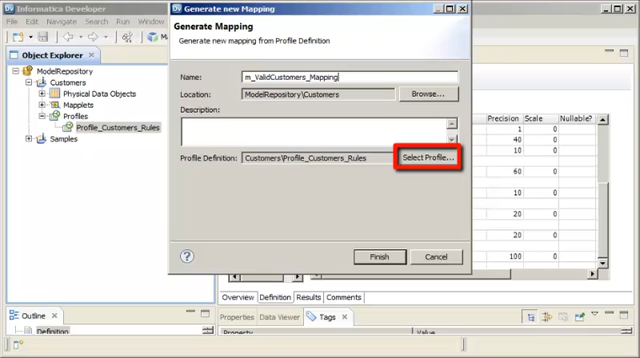 Informatica Developer
File Edit Search Window Help
Object Explorer
ModelRepository
Customers
Physical Data Objects
Mapplets
Profiles
Profile_Customers_Rules
Samples
Generate new Mapping
Generate Mapping
Generate new mapping from Profile Definition
Name: m_ValidCustomers_Mapping
Location: ModelRepository\Customers Browse...
Description:
Profile Definition: Customers\Profile_Customers_Rules Select Profile...
Finish Cancel
Precision Scale Nullable?
1 0
40 0
10 0
60 0
10 0
20 0
20 0
100 0
Overview Definition Results Comments
Outline
Definition
Properties Data Viewer Tags
Property Value